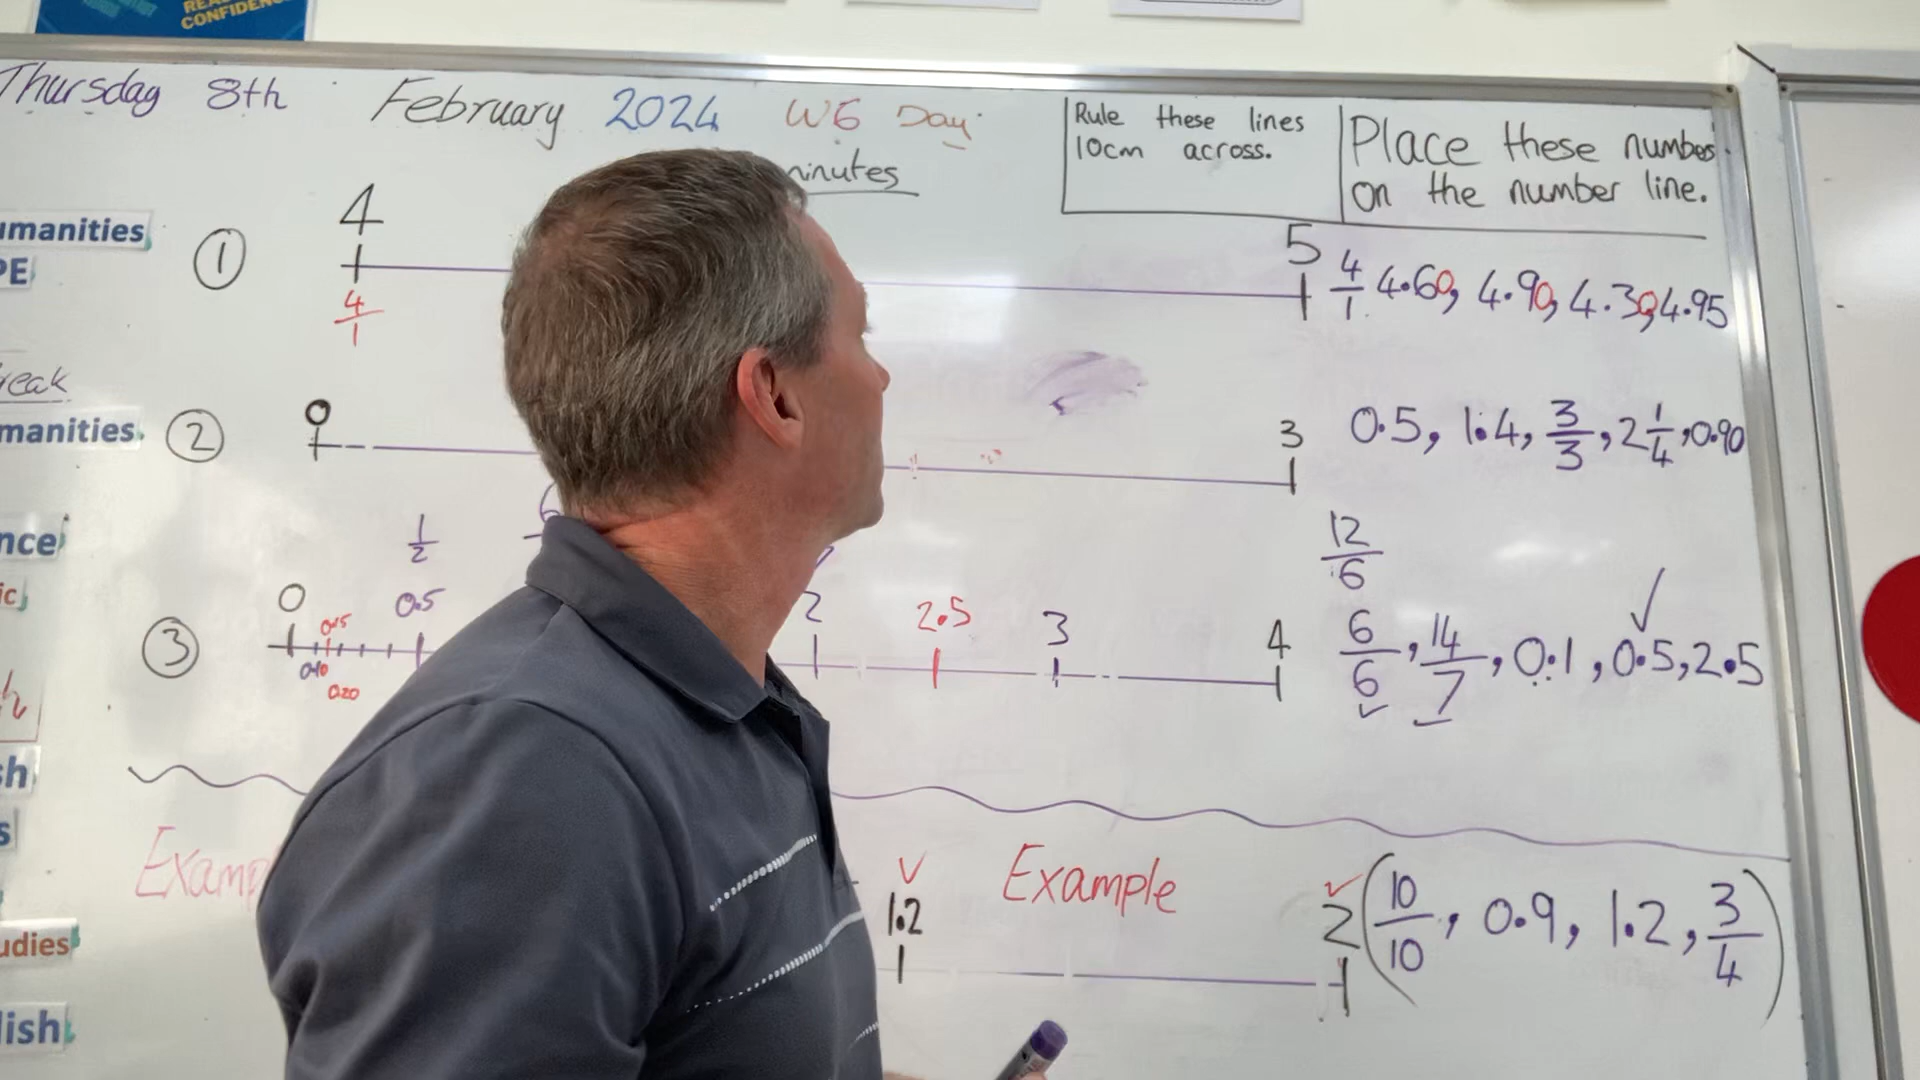 CONFIDEN
Thursday 8th February 2024 W6 Day
minutes
Rule these lines
10cm across.
Place these number
on the number line.
umanities
PE
reak
manities
nce
ic
sh
s
udies
lish
1
4
4/1
5
4/1 4.60, 4.90, 4.30, 4.95
2
0
3
0.5, 1.4, 3/3, 2 1/4, 0.90
12/6
3
1/2
6
0
0.15
0.5
2
2.5
3
4
0.10
0.20
6/6, 14/7, 0.1, 0.5, 2.5
Examp
Example
1.2
2
(10/10, 0.9, 1.2, 3/4)